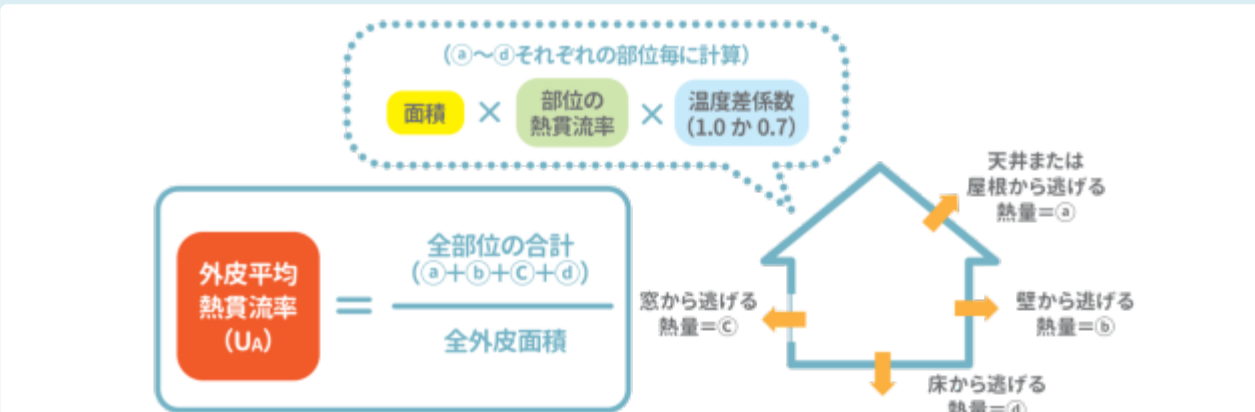 (ⓐ～ⓓそれぞれの部位毎に計算)
面積 × 部位の × 温度差係数
熱貫流率 (1.0 か 0.7)
天井または
屋根から逃げる
熱量＝ⓐ
外皮平均
熱貫流率
(UA)
＝
全部位の合計
(ⓐ＋ⓑ＋ⓒ＋ⓓ)
全外皮面積
窓から逃げる
熱量＝ⓒ
壁から逃げる
熱量＝ⓑ
床から逃げる
熱量＝ⓓ